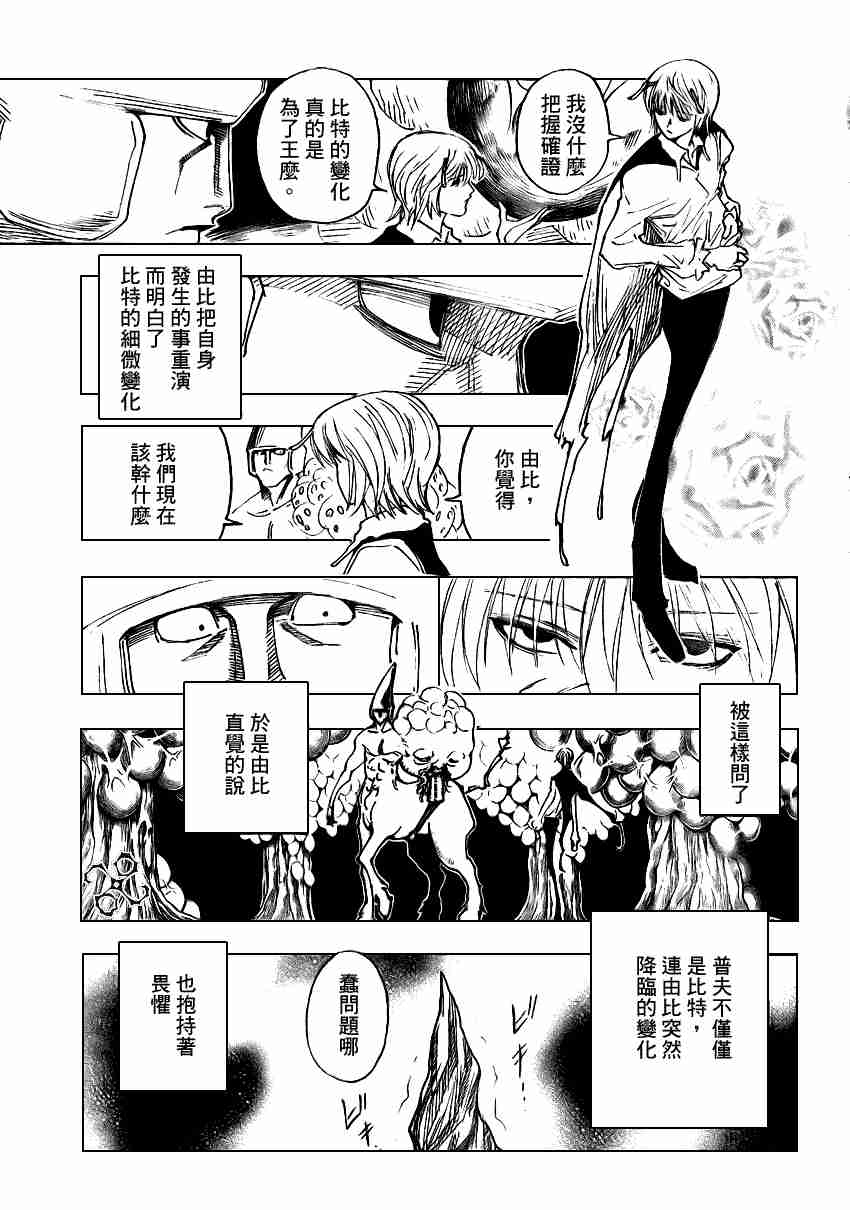 我沒什麼
把握確證
比特的變化
真的是
為了王麼。
由比把自身
發生的事重演
而明白了
比特的細微變化
由比，
你覺得
我們現在
該幹什麼
被這樣問了
於是由比
直覺的說
普夫不僅僅
是比特，
連由比突然
降臨的變化
蠢問題哪
也抱持著
畏懼